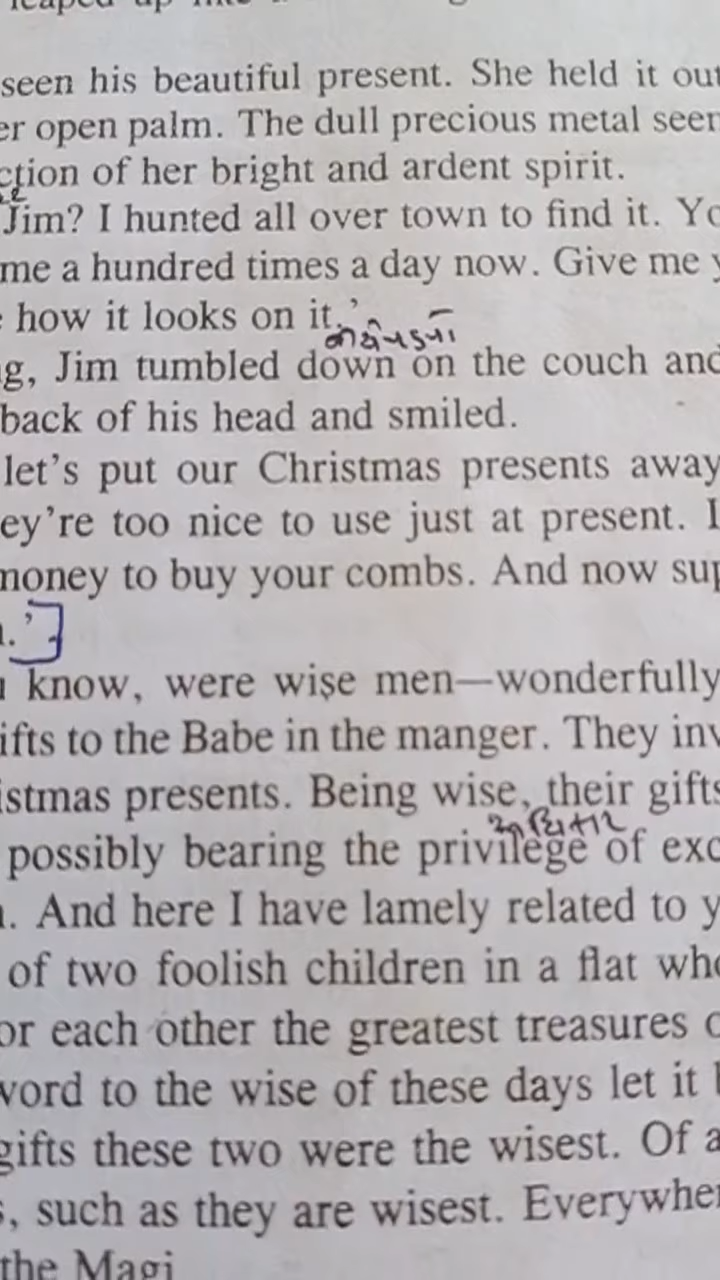 seen his beautiful present. She held it out
er open palm. The dull precious metal seem
ction of her bright and ardent spirit.
Jim? I hunted all over town to find it. Yo
me a hundred times a day now. Give me y
how it looks on it.’
g, Jim tumbled down on the couch and
back of his head and smiled.
let’s put our Christmas presents away
ey’re too nice to use just at present. I
money to buy your combs. And now sup
.’
know, were wise men—wonderfully
ifts to the Babe in the manger. They inv
istmas presents. Being wise, their gifts
અધિકાર
possibly bearing the privilege of exc
. And here I have lamely related to y
of two foolish children in a flat who
or each other the greatest treasures o
word to the wise of these days let it b
gifts these two were the wisest. Of a
s, such as they are wisest. Everywher
the Magi